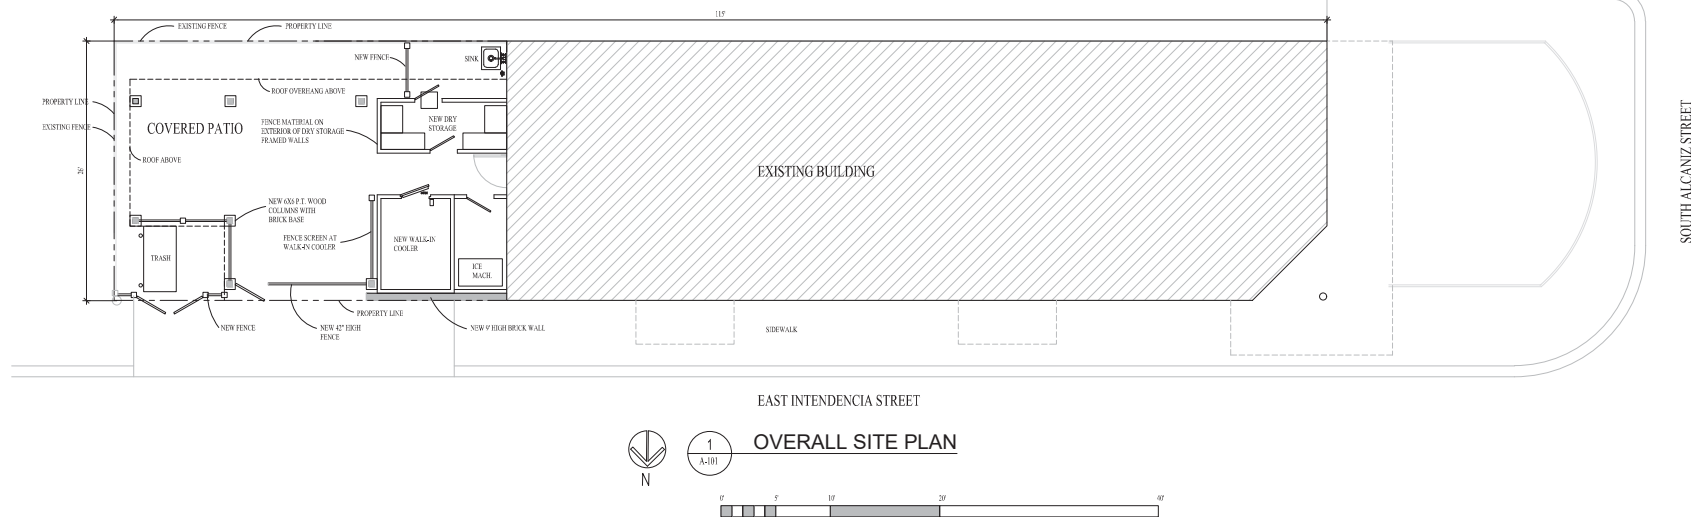 115'
EXISTING FENCE
PROPERTY LINE
NEW FENCE
SINK
ROOF OVERHANG ABOVE
PROPERTY LINE
EXISTING FENCE
COVERED PATIO
FENCE MATERIAL ON
EXTERIOR OF DRY STORAGE
FRAMED WALLS
NEW DRY
STORAGE
ROOF ABOVE
26'
EXISTING BUILDING
SOUTH ALCANIZ STREET
NEW 6X6 P.T. WOOD
COLUMNS WITH
BRICK BASE
FENCE SCREEN AT
WALK-IN COOLER
NEW WALK-IN
COOLER
TRASH
ICE
MACH.
PROPERTY LINE
NEW FENCE
NEW 42" HIGH
FENCE
NEW 9' HIGH BRICK WALL
SIDEWALK
EAST INTENDENCIA STREET
1
A-101
OVERALL SITE PLAN
N
0'
5'
10'
20'
40'